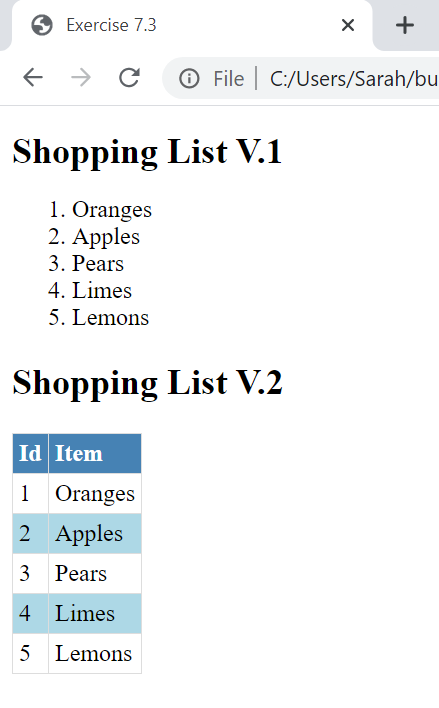 Exercise 7.3
File C:/Users/Sarah/bu
Shopping List V.1
1. Oranges
2. Apples
3. Pears
4. Limes
5. Lemons
Shopping List V.2
Id Item
1 Oranges
2 Apples
3 Pears
4 Limes
5 Lemons